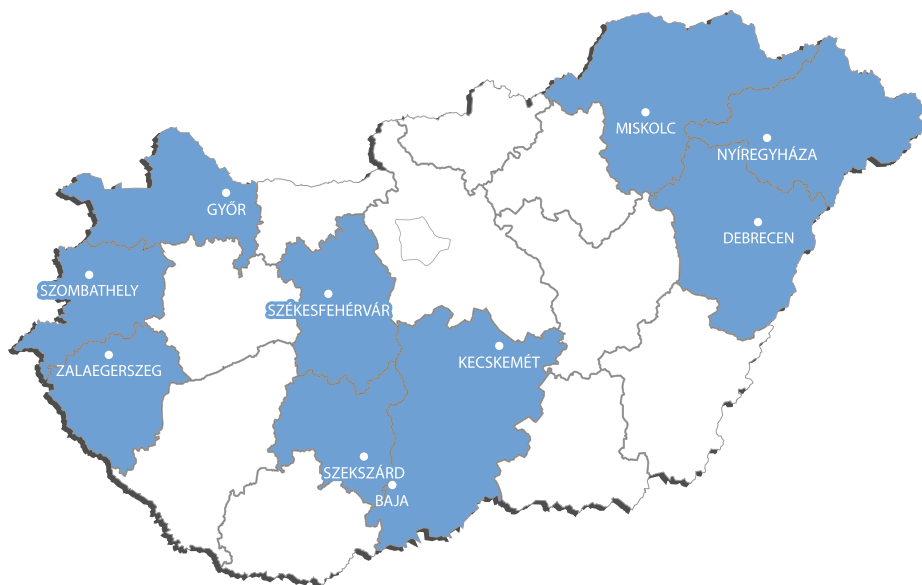 MISKOLC
NYÍREGYHÁZA
GYŐR
DEBRECEN
SZOMBATHELY
SZÉKESFEHÉRVÁR
KECSKEMÉT
ZALAEGERSZEG
SZEKSZÁRD
BAJA